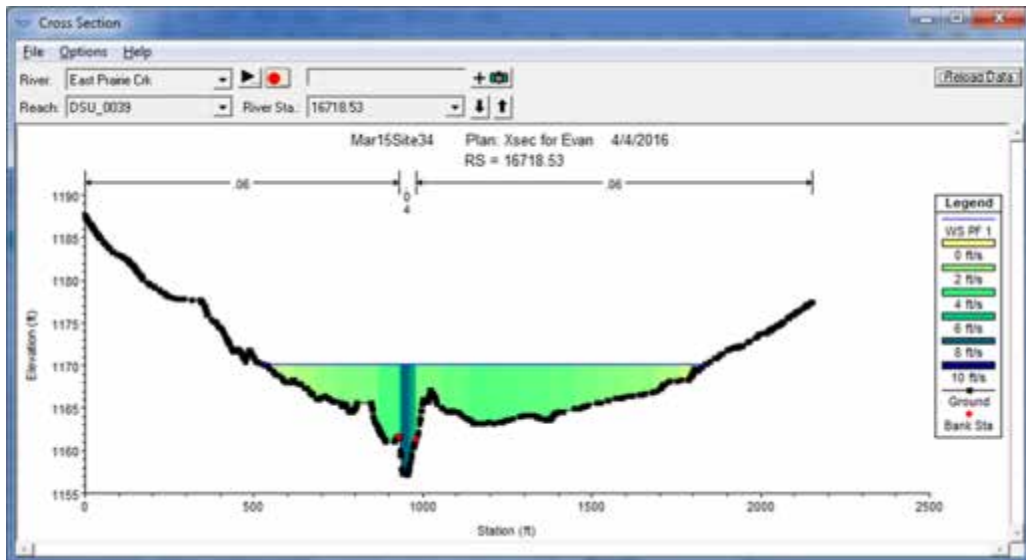 Cross Section
File Options Help
River: East Prairie Crk
Reload Data
Reach: DSU_0039 River Sta.: 16718.53
Mar15Site34 Plan: Xsec for Evan 4/4/2016
RS = 16718.53
.06 .04 .06
1190
1185
1180
1175
1170
1165
1160
1155
Elevation (ft)
0 500 1000 1500 2000 2500
Station (ft)
Legend
WS PF 1
0 ft/s
2 ft/s
4 ft/s
6 ft/s
8 ft/s
10 ft/s
Ground
Bank Sta